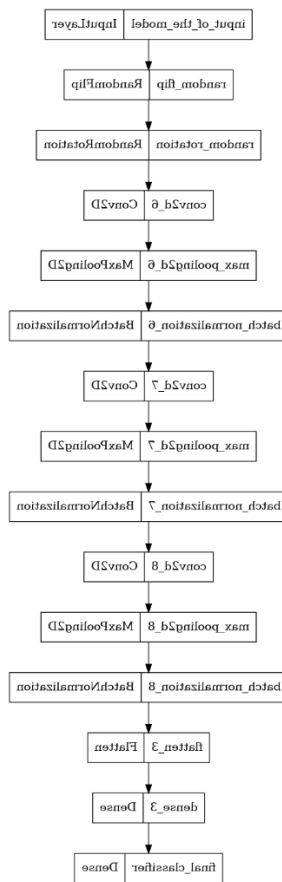 input_of_the_model InputLayer
random_flip RandomFlip
random_rotation RandomRotation
conv2d_6 Conv2D
max_pooling2d_6 MaxPooling2D
batch_normalization_6 BatchNormalization
conv2d_7 Conv2D
max_pooling2d_7 MaxPooling2D
batch_normalization_7 BatchNormalization
conv2d_8 Conv2D
max_pooling2d_8 MaxPooling2D
batch_normalization_8 BatchNormalization
flatten_3 Flatten
dense_3 Dense
final_classifier Dense